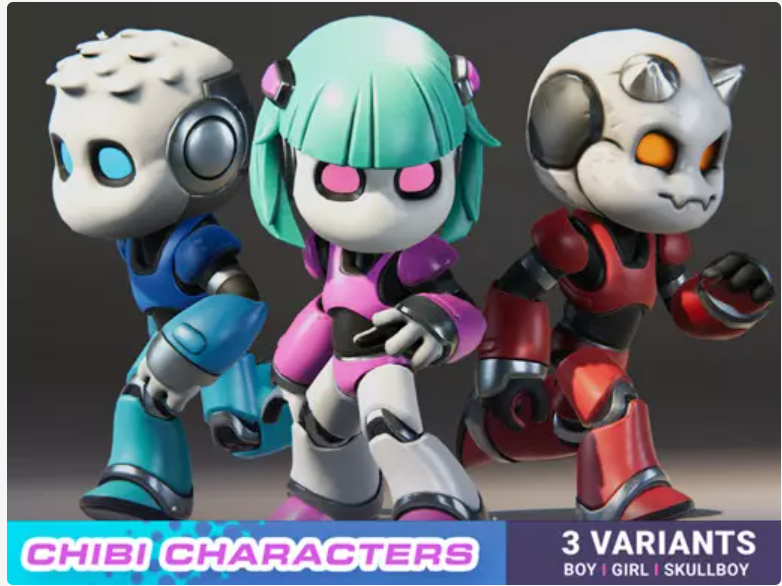 CHIBI CHARACTERS
3 VARIANTS
BOY | GIRL | SKULLBOY